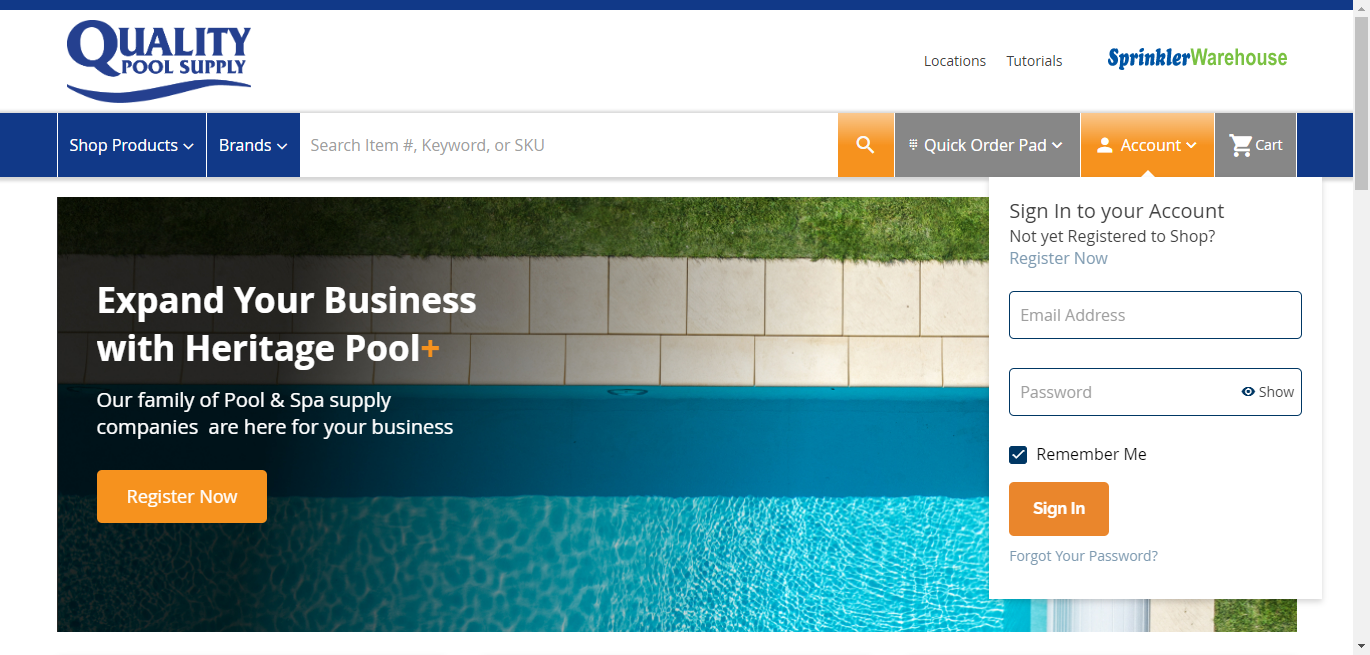 QUALITY
POOL SUPPLY
Locations
Tutorials
SprinklerWarehouse
Shop Products
Brands
Search Item #, Keyword, or SKU
Quick Order Pad
Account
Cart
Expand Your Business
with Heritage Pool+
Our family of Pool & Spa supply
companies are here for your business
Register Now
Sign In to your Account
Not yet Registered to Shop?
Register Now
Email Address
Password
Show
Remember Me
Sign In
Forgot Your Password?